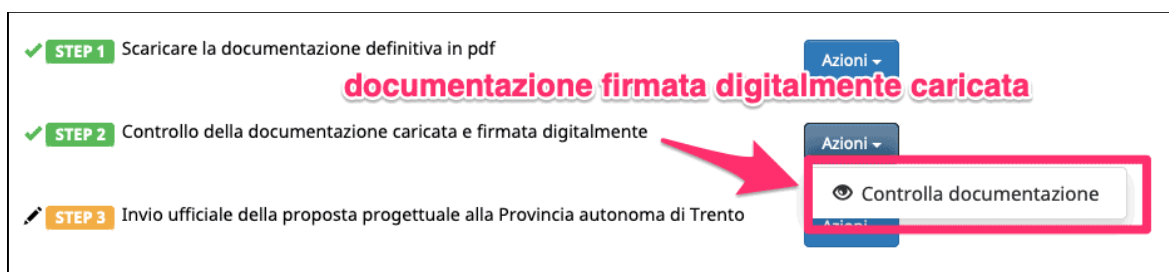 STEP 1 Scaricare la documentazione definitiva in pdf
Azioni
documentazione firmata digitalmente caricata
STEP 2 Controllo della documentazione caricata e firmata digitalmente
Azioni
Controlla documentazione
STEP 3 Invio ufficiale della proposta progettuale alla Provincia autonoma di Trento
Azioni